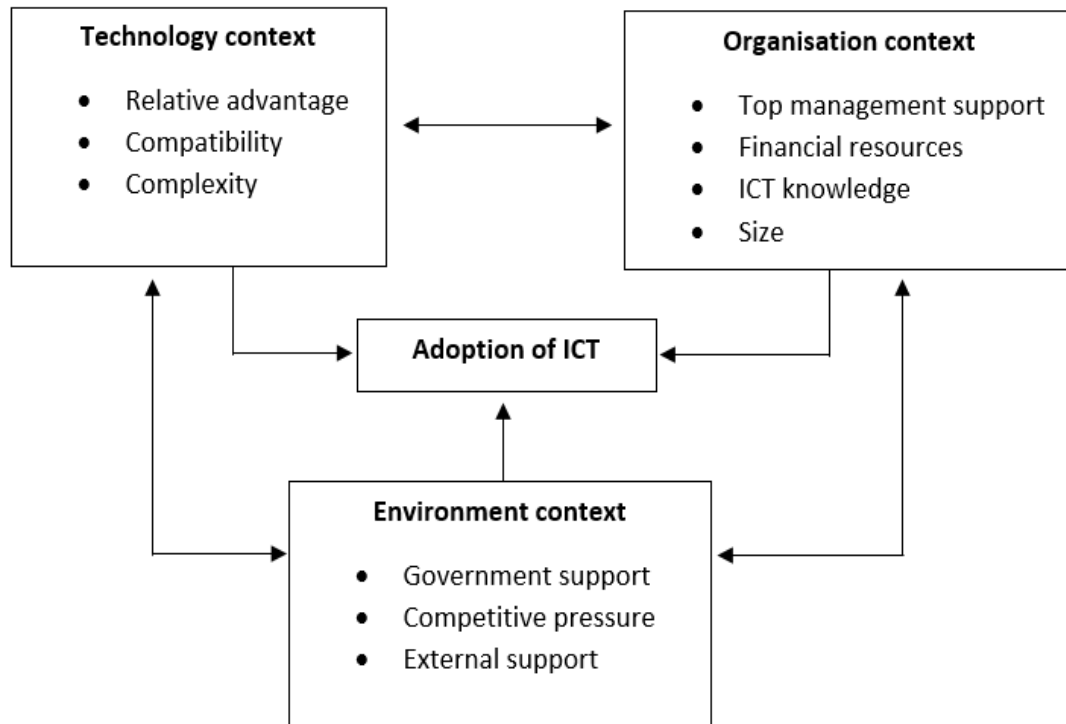 Technology context
• Relative advantage
• Compatibility
• Complexity
Organisation context
• Top management support
• Financial resources
• ICT knowledge
• Size
Adoption of ICT
Environment context
• Government support
• Competitive pressure
• External support